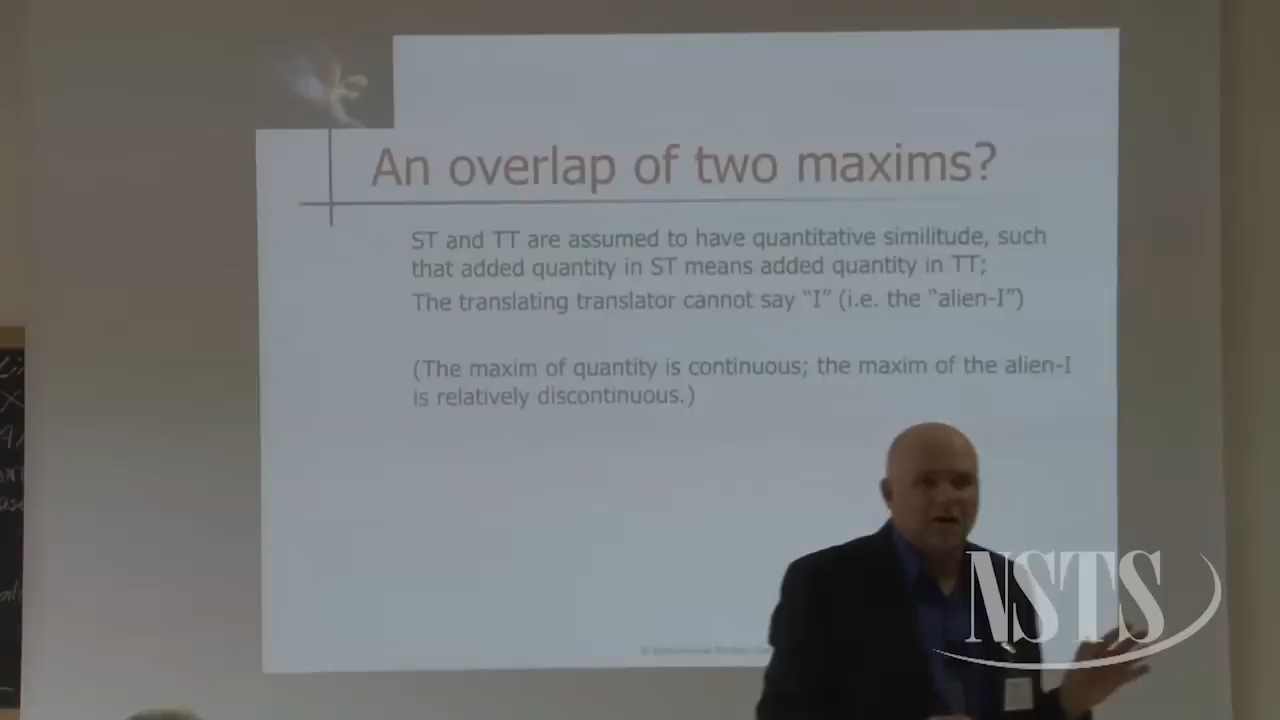 An overlap of two maxims?
ST and TT are assumed to have quantitative similitude, such
that added quantity in ST means added quantity in TT;
The translating translator cannot say “I” (i.e. the “alien-I”)
(The maxim of quantity is continuous; the maxim of the alien-I
is relatively discontinuous.)
NSTS